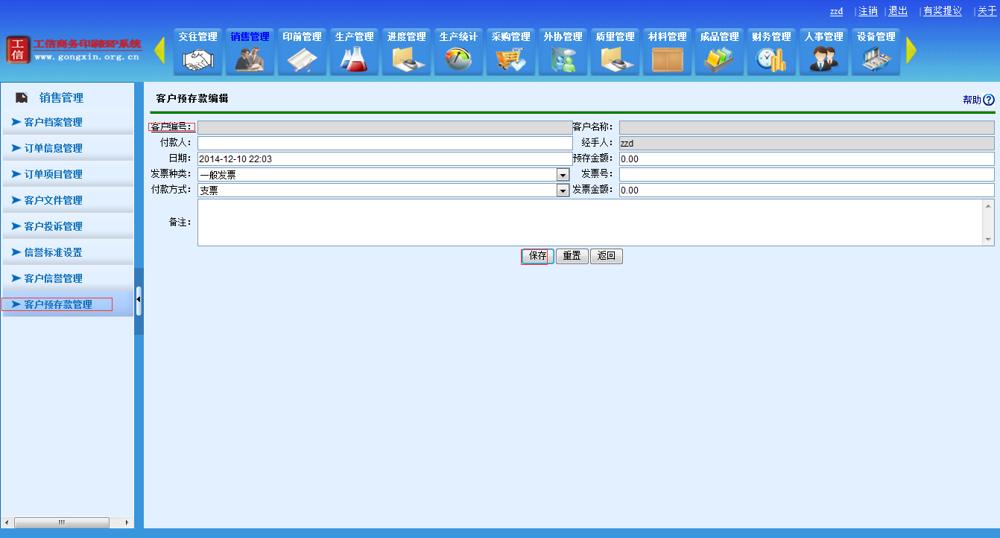 zzd |注销 |退出 |有奖提议 |关于
工信 工信商务印刷ERP系统
www.gongxin.org.cn
交往管理 销售管理 印前管理 生产管理 进度管理 生产统计 采购管理 外协管理 质量管理 材料管理 成品管理 财务管理 人事管理 设备管理
销售管理
客户档案管理
订单信息管理
订单项目管理
客户文件管理
客户投诉管理
信誉标准设置
客户信誉管理
客户预存款管理
客户预存款编辑 帮助?
客户编号： 客户名称：
付款人： 经手人： zzd
日期： 2014-12-10 22:03 预存金额： 0.00
发票种类： 一般发票 发票号：
付款方式： 支票 发票金额： 0.00
备注：
保存 重置 返回